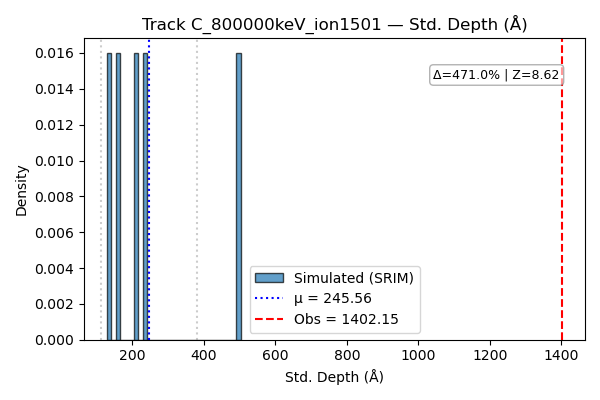 Track C_800000keV_ion1501 — Std. Depth (Å)
Δ=471.0% | Z=8.62
0.016
0.014
0.012
0.010
0.008
0.006
0.004
0.002
0.000
Density
Simulated (SRIM)
μ = 245.56
Obs = 1402.15
200 400 600 800 1000 1200 1400
Std. Depth (Å)